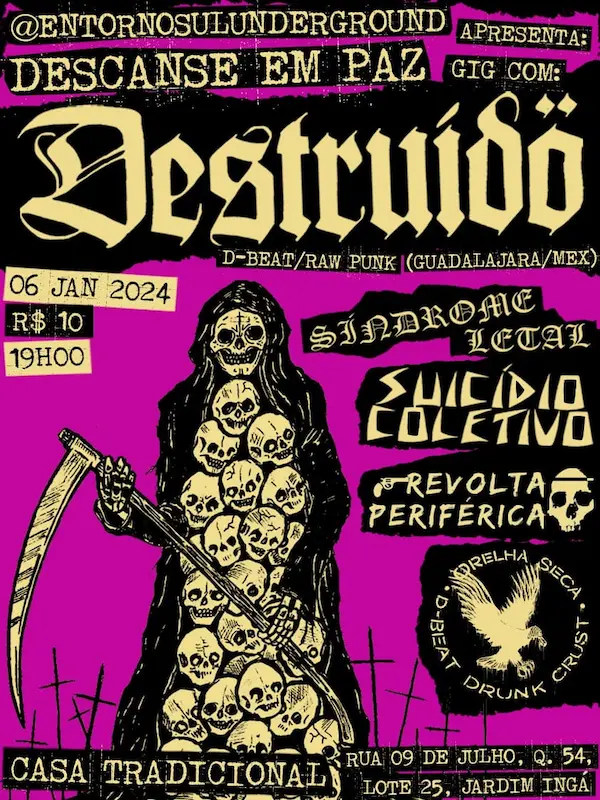 @ENTORNOSULUNDERGROUND
APRESENTA:
DESCANSE EM PAZ
GIG COM:
Destruídö
D-BEAT/RAW PUNK (GUADALAJARA/MEX)
06 JAN 2024
R$ 10
19H00
SÍNDROME
LETAL
SUICÍDIO
COLETIVO
REVOLTA
PERIFÉRICA
ORELHA SECA
D-BEAT DRUNK CRUST
CASA TRADICIONAL
RUA 09 DE JULHO, Q. 54,
LOTE 25, JARDIM INGÁ